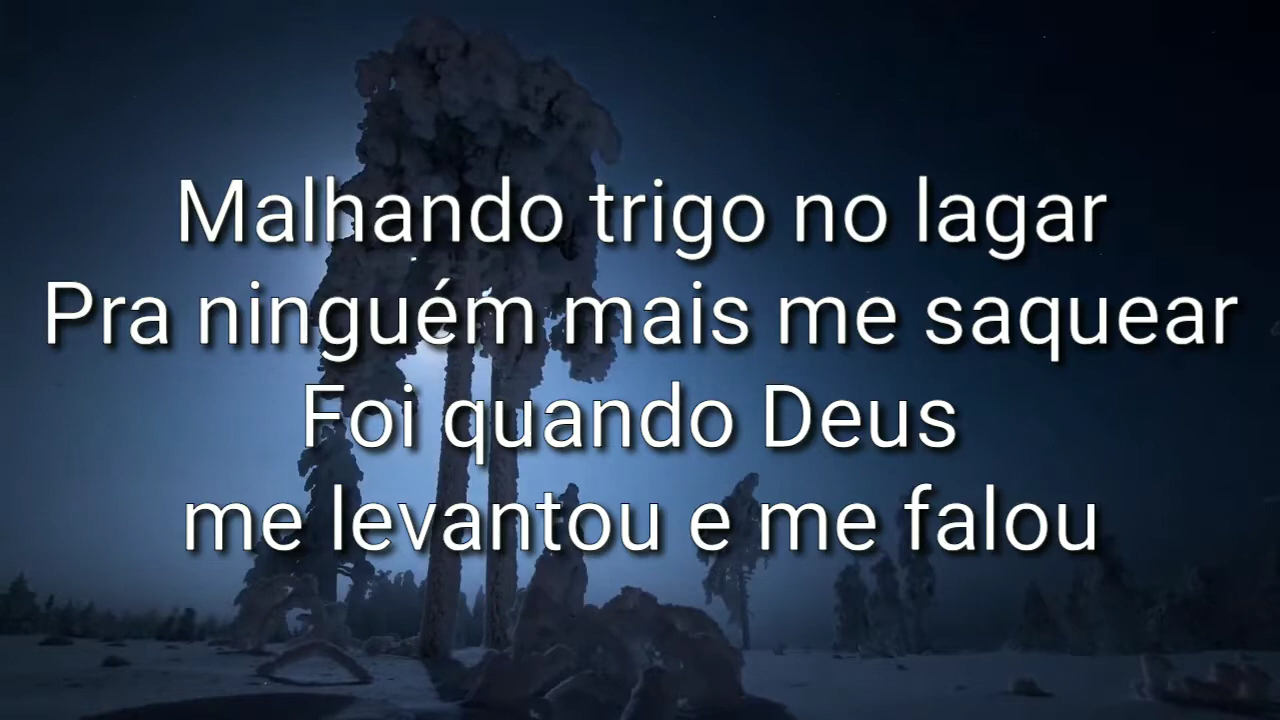 Malhando trigo no lagar
Pra ninguém mais me saquear
Foi quando Deus
me levantou e me falou